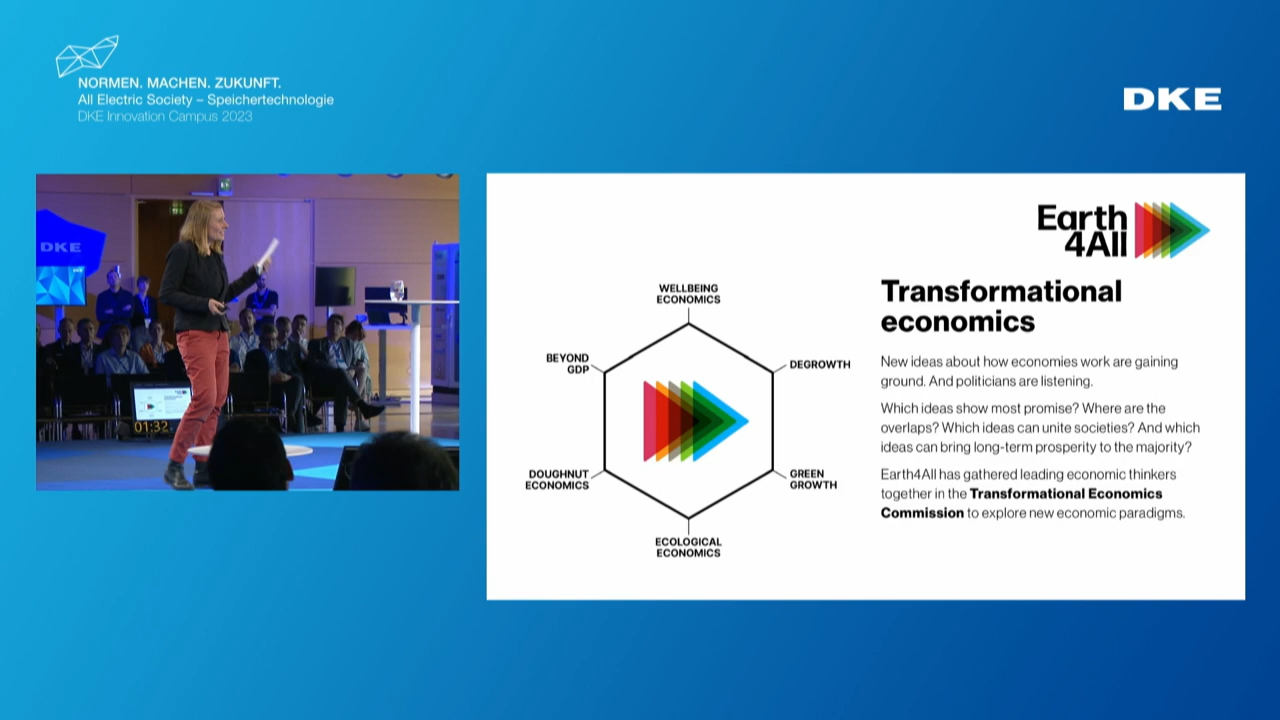 NORMEN. MACHEN. ZUKUNFT.
All Electric Society – Speichertechnologie
DKE Innovation Campus 2023
DKE
DKE
01:32
Earth
4All
Transformational
economics
New ideas about how economies work are gaining
ground. And politicians are listening.
Which ideas show most promise? Where are the
overlaps? Which ideas can unite societies? And which
ideas can bring long-term prosperity to the majority?
Earth4All has gathered leading economic thinkers
together in the Transformational Economics
Commission to explore new economic paradigms.
WELLBEING
ECONOMICS
BEYOND
GDP
DEGROWTH
DOUGHNUT
ECONOMICS
GREEN
GROWTH
ECOLOGICAL
ECONOMICS